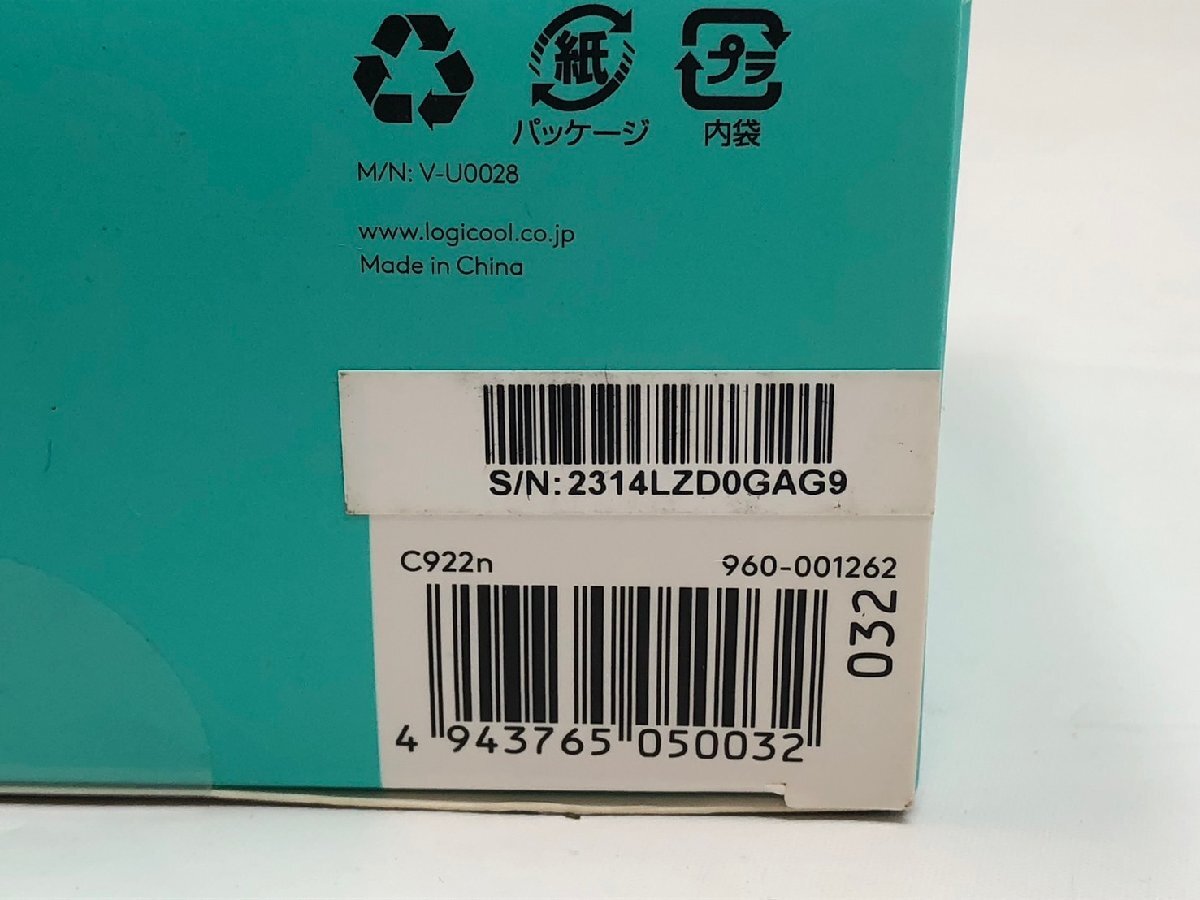 紙 プラ
パッケージ 内袋
M/N: V-U0028
www.logicool.co.jp
Made in China
S/N: 2314LZD0GAG9
C922n 960-001262
032
4 943765 050032